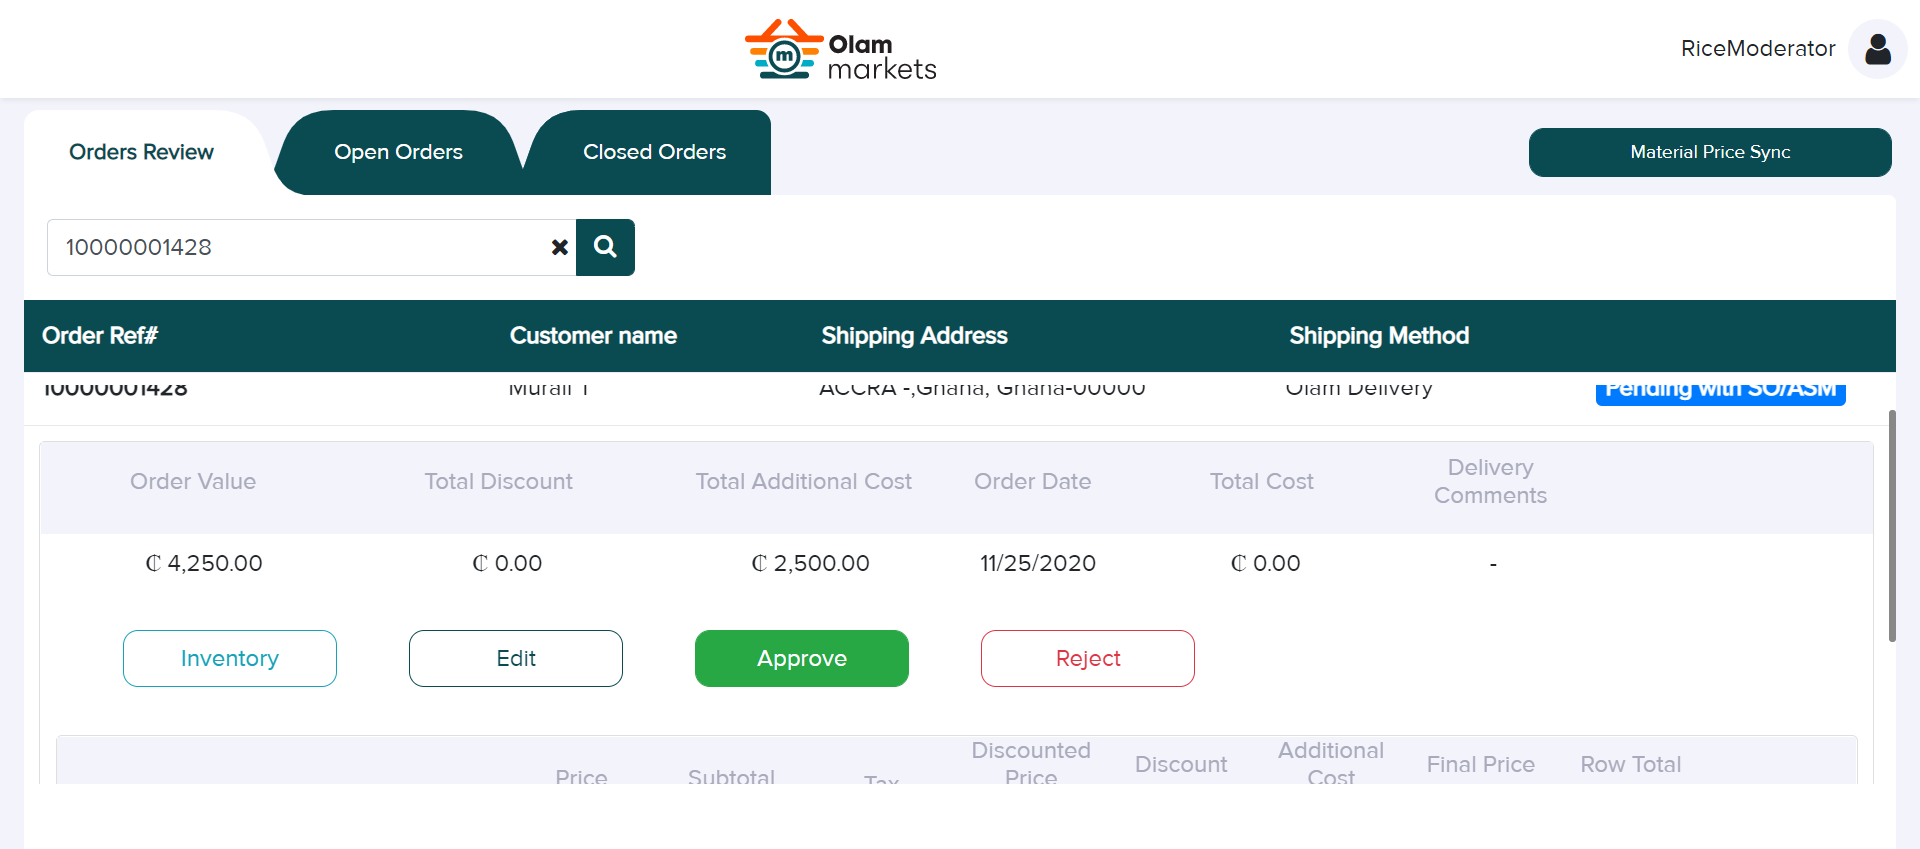 Olam
markets
RiceModerator
Orders Review
Open Orders
Closed Orders
Material Price Sync
10000001428
Order Ref#
Customer name
Shipping Address
Shipping Method
10000001428
Murali T
ACCRA -,Ghana, Ghana-00000
Olam Delivery
Pending with SO/ASM
Order Value
Total Discount
Total Additional Cost
Order Date
Total Cost
Delivery
Comments
₵ 4,250.00
₵ 0.00
₵ 2,500.00
11/25/2020
₵ 0.00
-
Inventory
Edit
Approve
Reject
Price
Subtotal
Tax
Discounted
Price
Discount
Additional
Cost
Final Price
Row Total